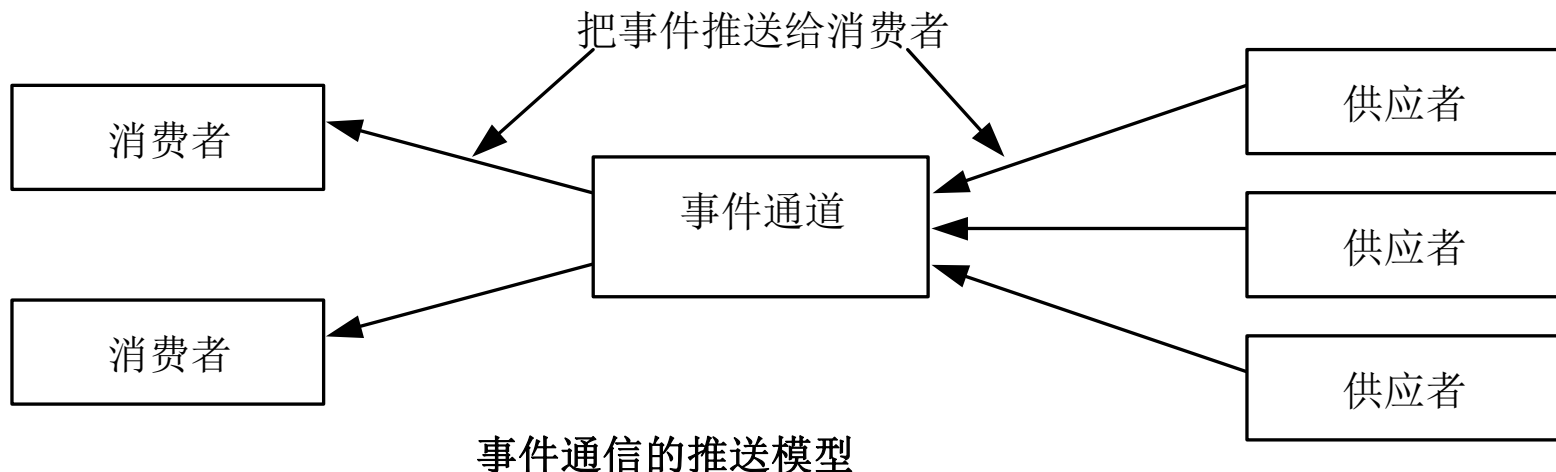 把事件推送给消费者
供应者
消费者
事件通道
供应者
消费者
供应者
事件通信的推送模型